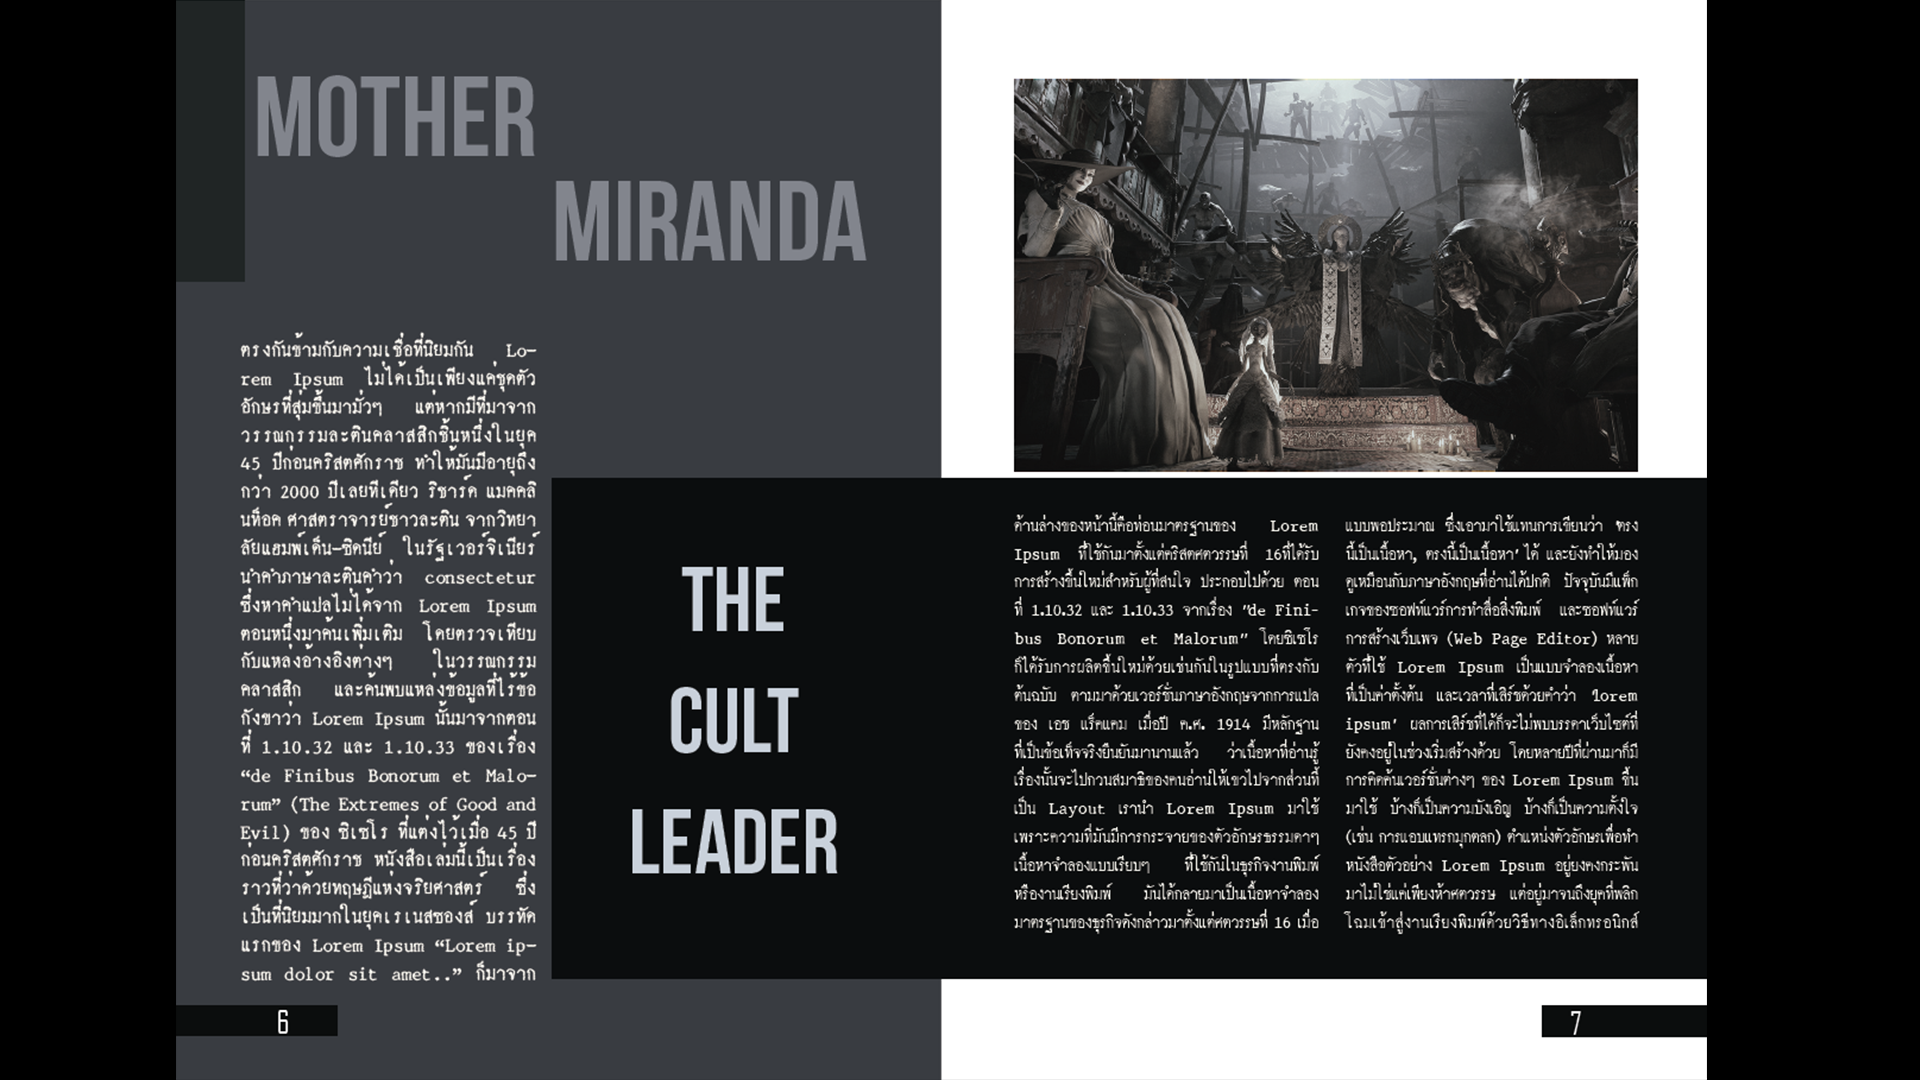 MOTHER
MIRANDA
ตรงกันข้ามกับความเชื่อที่นิยมกัน Lo-
rem Ipsum ไม่ได้เป็นเพียงแค่ชุดตัว
อักษรที่สุ่มขึ้นมามั่วๆ แต่หากมีที่มาจาก
วรรณกรรมละตินคลาสสิกชิ้นหนึ่งในยุค
45 ปีก่อนคริสตศักราช ทำให้มันมีอายุถึง
กว่า 2000 ปีเลยทีเดียว ริชาร์ด แมคคลิ
นท็อค ศาสตราจารย์ชาวละติน จากวิทยา
ลัยแฮมพ์เด็น-ซิดนีย์ ในรัฐเวอร์จิเนียร์
นำคำภาษาละตินคำว่า consectetur
ซึ่งหาคำแปลไม่ได้จาก Lorem Ipsum
ตอนหนึ่งมาค้นเพิ่มเติม โดยตรวจเทียบ
กับแหล่งอ้างอิงต่างๆ ในวรรณกรรม
คลาสสิก และค้นพบแหล่งข้อมูลที่ไร้ข้อ
กังขาว่า Lorem Ipsum นั้นมาจากตอน
ที่ 1.10.32 และ 1.10.33 ของเรื่อง
“de Finibus Bonorum et Malo-
rum” (The Extremes of Good and
Evil) ของ ซิเซโร ที่แต่งไว้เมื่อ 45 ปี
ก่อนคริสตศักราช หนังสือเล่มนี้เป็นเรื่อง
ราวที่ว่าด้วยทฤษฎีแห่งจริยศาสตร์ ซึ่ง
เป็นที่นิยมมากในยุคเรเนสซองส์ บรรทัด
แรกของ Lorem Ipsum “Lorem ip-
sum dolor sit amet..” ก็มาจาก
THE
CULT
LEADER
ด้านล่างของหน้านี้คือท่อนมาตรฐานของ Lorem
Ipsum ที่ใช้กันมาตั้งแต่คริสตศตวรรษที่ 16ที่ได้รับ
การสร้างขึ้นใหม่สำหรับผู้ที่สนใจ ประกอบไปด้วย ตอน
ที่ 1.10.32 และ 1.10.33 จากเรื่อง "de Fini-
bus Bonorum et Malorum" โดยซิเซโร
ก็ได้รับการผลิตขึ้นใหม่ด้วยเช่นกันในรูปแบบที่ตรงกับ
ต้นฉบับ ตามมาด้วยเวอร์ชั่นภาษาอังกฤษจากการแปล
ของ เอช แร็คแคม เมื่อปี ค.ศ. 1914 มีหลักฐาน
ที่เป็นข้อเท็จจริงยืนยันมานานแล้ว ว่าเนื้อหาที่อ่านรู้
เรื่องนั้นจะไปกวนสมาธิของคนอ่านให้เขวไปจากส่วนที่
เป็น Layout เรานำ Lorem Ipsum มาใช้
เพราะความที่มันมีการกระจายของตัวอักษรธรรมดาๆ
เนื้อหาจำลองแบบเรียบๆ ที่ใช้กันในธุรกิจงานพิมพ์
หรืองานเรียงพิมพ์ มันได้กลายมาเป็นเนื้อหาจำลอง
มาตรฐานของธุรกิจดังกล่าวมาตั้งแต่ศตวรรษที่ 16 เมื่อ
แบบพอประมาณ ซึ่งเอามาใช้แทนการเขียนว่า 'ตรง
นี้เป็นเนื้อหา, ตรงนี้เป็นเนื้อหา' ได้ และยังทำให้มอง
ดูเหมือนกับภาษาอังกฤษที่อ่านได้ปกติ ปัจจุบันมีแพ็ก
เกจของซอฟท์แวร์การทำสื่อสิ่งพิมพ์ และซอฟท์แวร์
การสร้างเว็บเพจ (Web Page Editor) หลาย
ตัวที่ใช้ Lorem Ipsum เป็นแบบจำลองเนื้อหา
ที่เป็นค่าตั้งต้น และเวลาที่เสิร์ชด้วยคำว่า 'lorem
ipsum' ผลการเสิร์ชที่ได้ก็จะไม่พบบรรดาเว็บไซต์ที่
ยังคงอยู่ในช่วงเริ่มสร้างด้วย โดยหลายปีที่ผ่านมาก็มี
การคิดค้นเวอร์ชั่นต่างๆ ของ Lorem Ipsum ขึ้น
มาใช้ บ้างก็เป็นความบังเอิญ บ้างก็เป็นความตั้งใจ
(เช่น การแอบแทรกมุกตลก) ตำแหน่งตัวอักษรเพื่อทำ
หนังสือตัวอย่าง Lorem Ipsum อยู่ยงคงกระพัน
มาไม่ใช่แค่เพียงห้าศตวรรษ แต่อยู่มาจนถึงยุคที่พลิก
โฉมเข้าสู่งานเรียงพิมพ์ด้วยวิธีทางอิเล็กทรอนิกส์
6
7